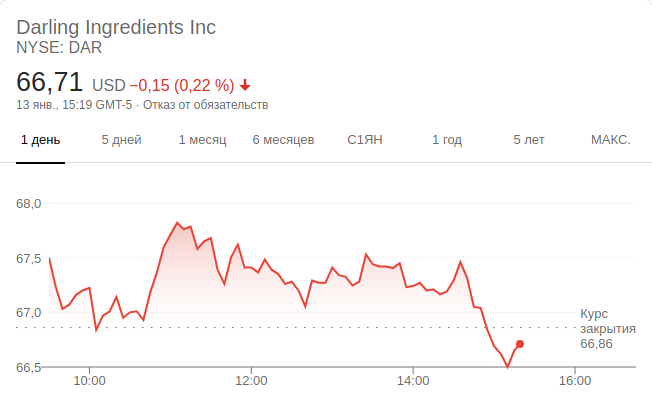 Darling Ingredients Inc
NYSE: DAR
66,71 USD −0,15 (0,22 %)
13 янв., 15:19 GMT-5 · Отказ от обязательств
1 день 5 дней 1 месяц 6 месяцев С1ЯН 1 год 5 лет МАКС.
68,0
67,5
67,0
Курс
закрытия
66,86
66,5
10:00 12:00 14:00 16:00